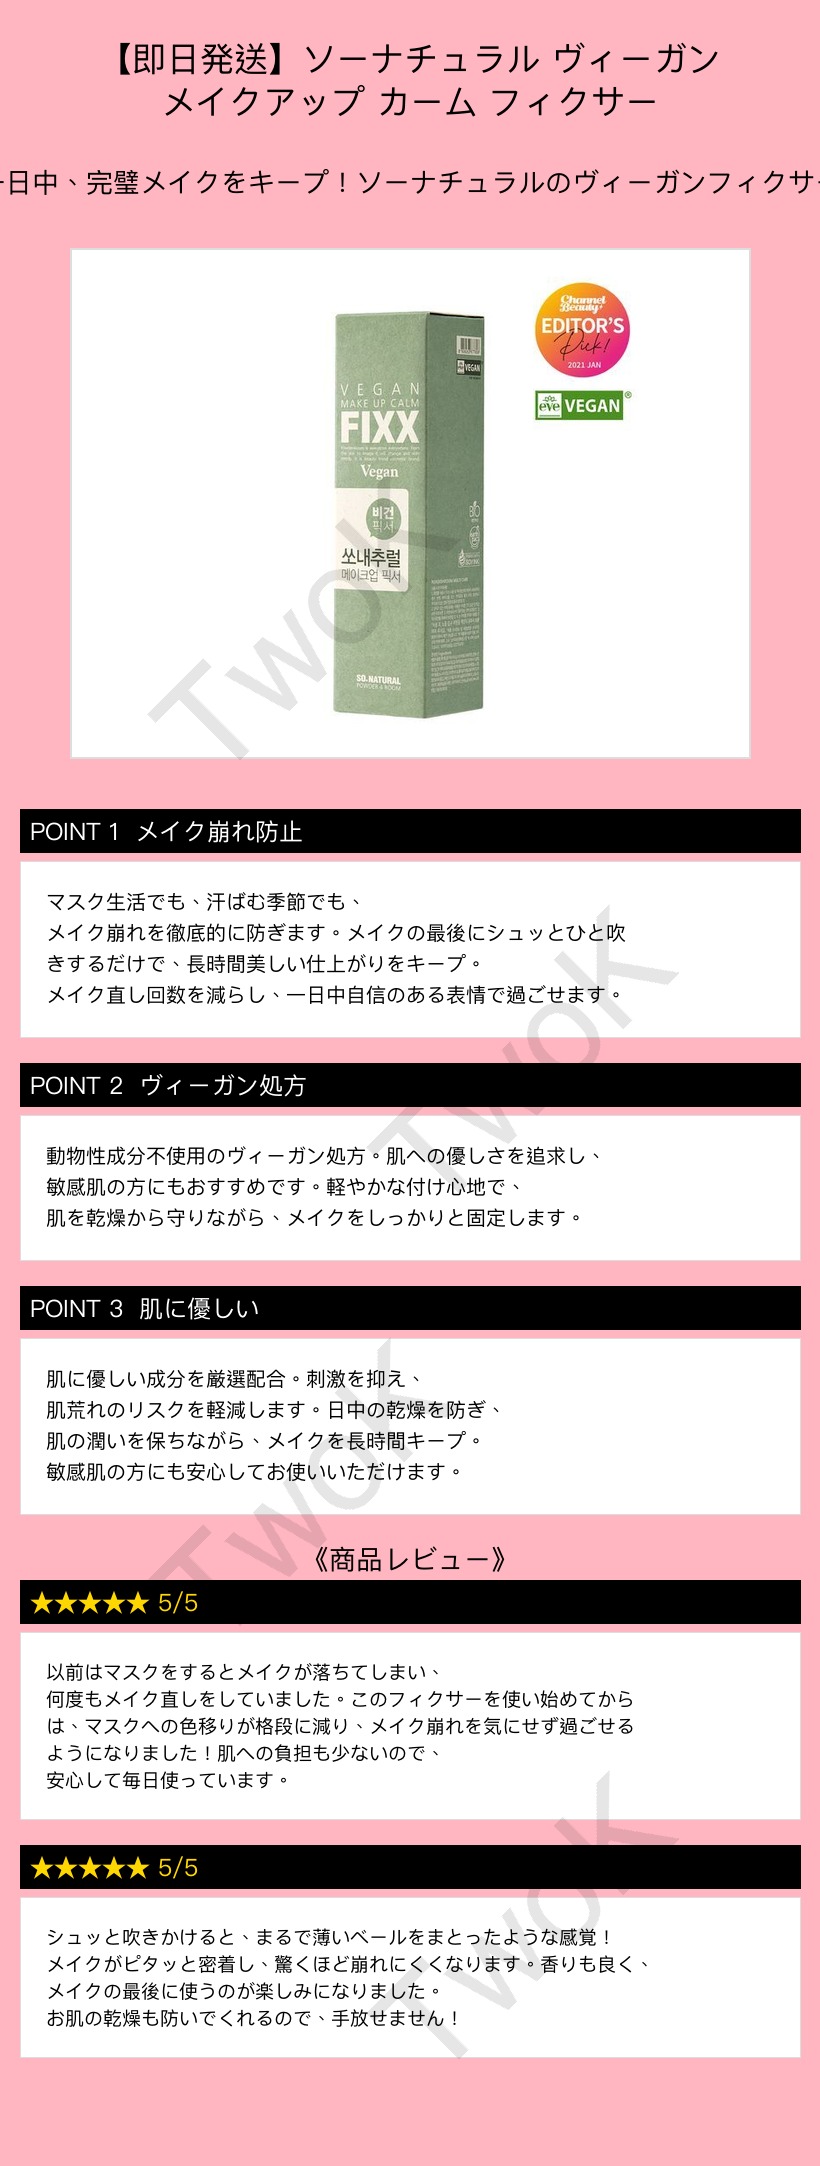 【即日発送】ソーナチュラル ヴィーガン
メイクアップ カーム フィクサー
一日中、完璧メイクをキープ！ソーナチュラルのヴィーガンフィクサー
Channel
Beauty
EDITOR'S
Pick!
2021 JAN
eve VEGAN®
VEGAN
VEGAN
MAKE UP CALM
FIXX
Vegan
비건
픽서
쏘내추럴
메이크업 픽서
SO.NATURAL
POWDER & ROOM
POINT 1 メイク崩れ防止
マスク生活でも、汗ばむ季節でも、
メイク崩れを徹底的に防ぎます。メイクの最後にシュッとひと吹
きするだけで、長時間美しい仕上がりをキープ。
メイク直し回数を減らし、一日中自信のある表情で過ごせます。
POINT 2 ヴィーガン処方
動物性成分不使用のヴィーガン処方。肌への優しさを追求し、
敏感肌の方にもおすすめです。軽やかな付け心地で、
肌を乾燥から守りながら、メイクをしっかりと固定します。
POINT 3 肌に優しい
肌に優しい成分を厳選配合。刺激を抑え、
肌荒れのリスクを軽減します。日中の乾燥を防ぎ、
肌の潤いを保ちながら、メイクを長時間キープ。
敏感肌の方にも安心してお使いいただけます。
《商品レビュー》
★★★★★ 5/5
以前はマスクをするとメイクが落ちてしまい、
何度もメイク直しをしていました。このフィクサーを使い始めてから
は、マスクへの色移りが格段に減り、メイク崩れを気にせず過ごせる
ようになりました！肌への負担も少ないので、
安心して毎日使っています。
★★★★★ 5/5
シュッと吹きかけると、まるで薄いベールをまとったような感覚！
メイクがピタッと密着し、驚くほど崩れにくくなります。香りも良く、
メイクの最後に使うのが楽しみになりました。
お肌の乾燥も防いでくれるので、手放せません！
TwoK
TwoK
TwoK
TwoK